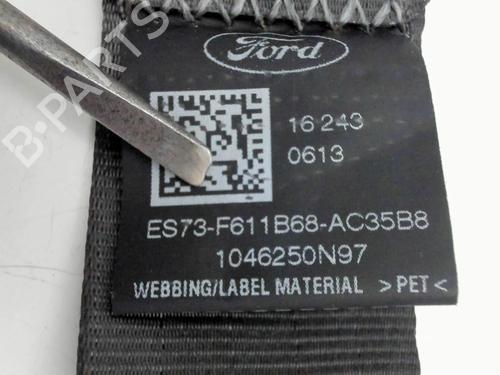 Ford
16 243
0613
ES73-F611B68-AC35B8
1046250N97
WEBBING/LABEL MATERIAL >PET<
B-PARTS